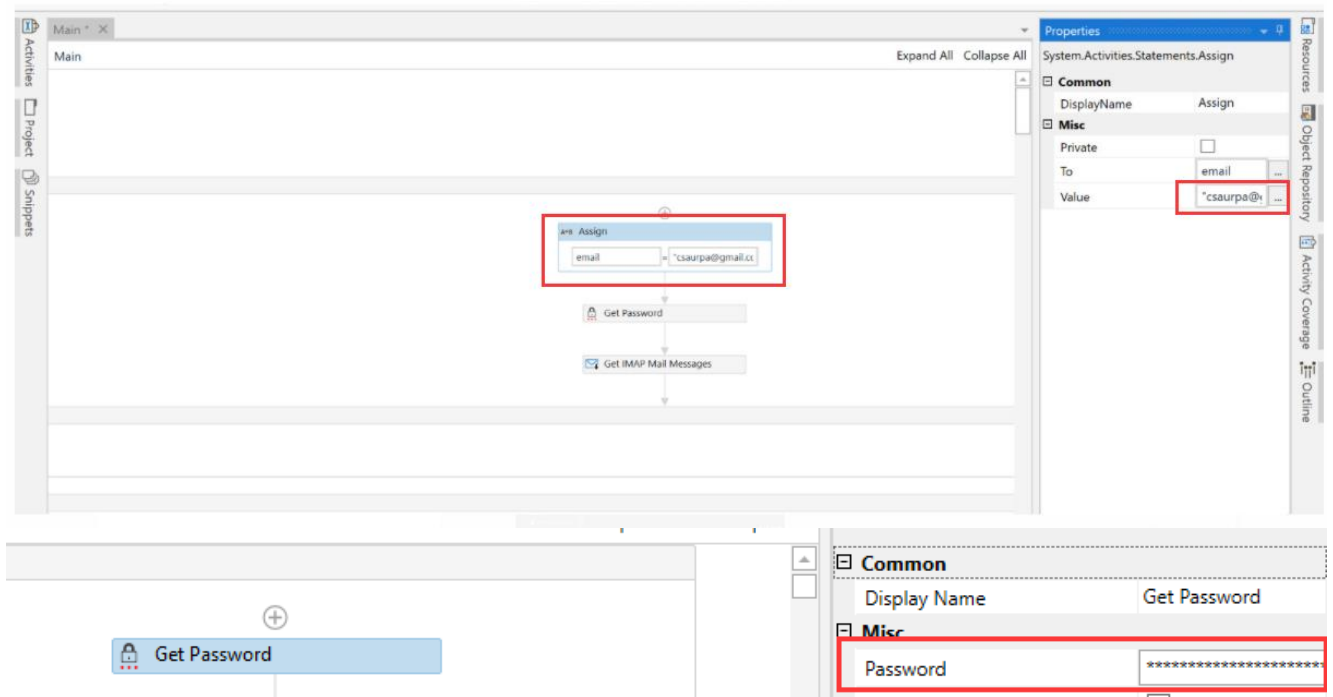 Main *
Main
Expand All Collapse All
Activities
Project
Snippets
Assign
email = "csaurpa@gmail.cc
Get Password
Get IMAP Mail Messages
Properties
System.Activities.Statements.Assign
Common
DisplayName Assign
Misc
Private
To email ...
Value "csaurpa@g ...
Resources
Object Repository
Activity Coverage
Outline
Get Password
Common
Display Name Get Password
Misc
Password **********************